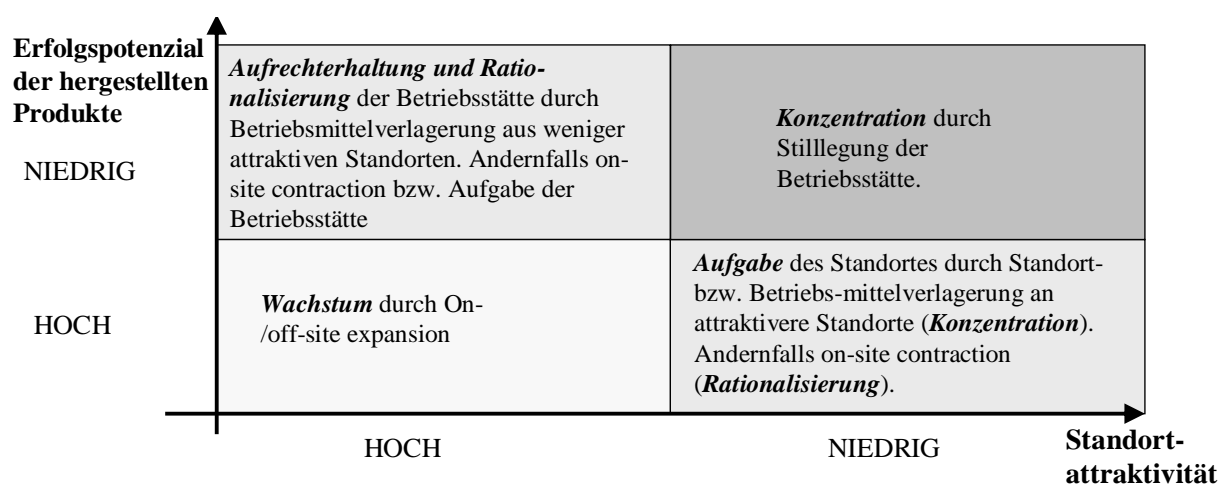 Erfolgspotenzial
der hergestellten
Produkte
NIEDRIG
HOCH
Aufrechterhaltung und Ratio-
nalisierung der Betriebsstätte durch
Betriebsmittelverlagerung aus weniger
attraktiven Standorten. Andernfalls on-
site contraction bzw. Aufgabe der
Betriebsstätte
Konzentration durch
Stilllegung der
Betriebsstätte.
Wachstum durch On-
/off-site expansion
Aufgabe des Standortes durch Standort-
bzw. Betriebs-mittelverlagerung an
attraktivere Standorte (Konzentration).
Andernfalls on-site contraction
(Rationalisierung).
HOCH
NIEDRIG
Standort-
attraktivität